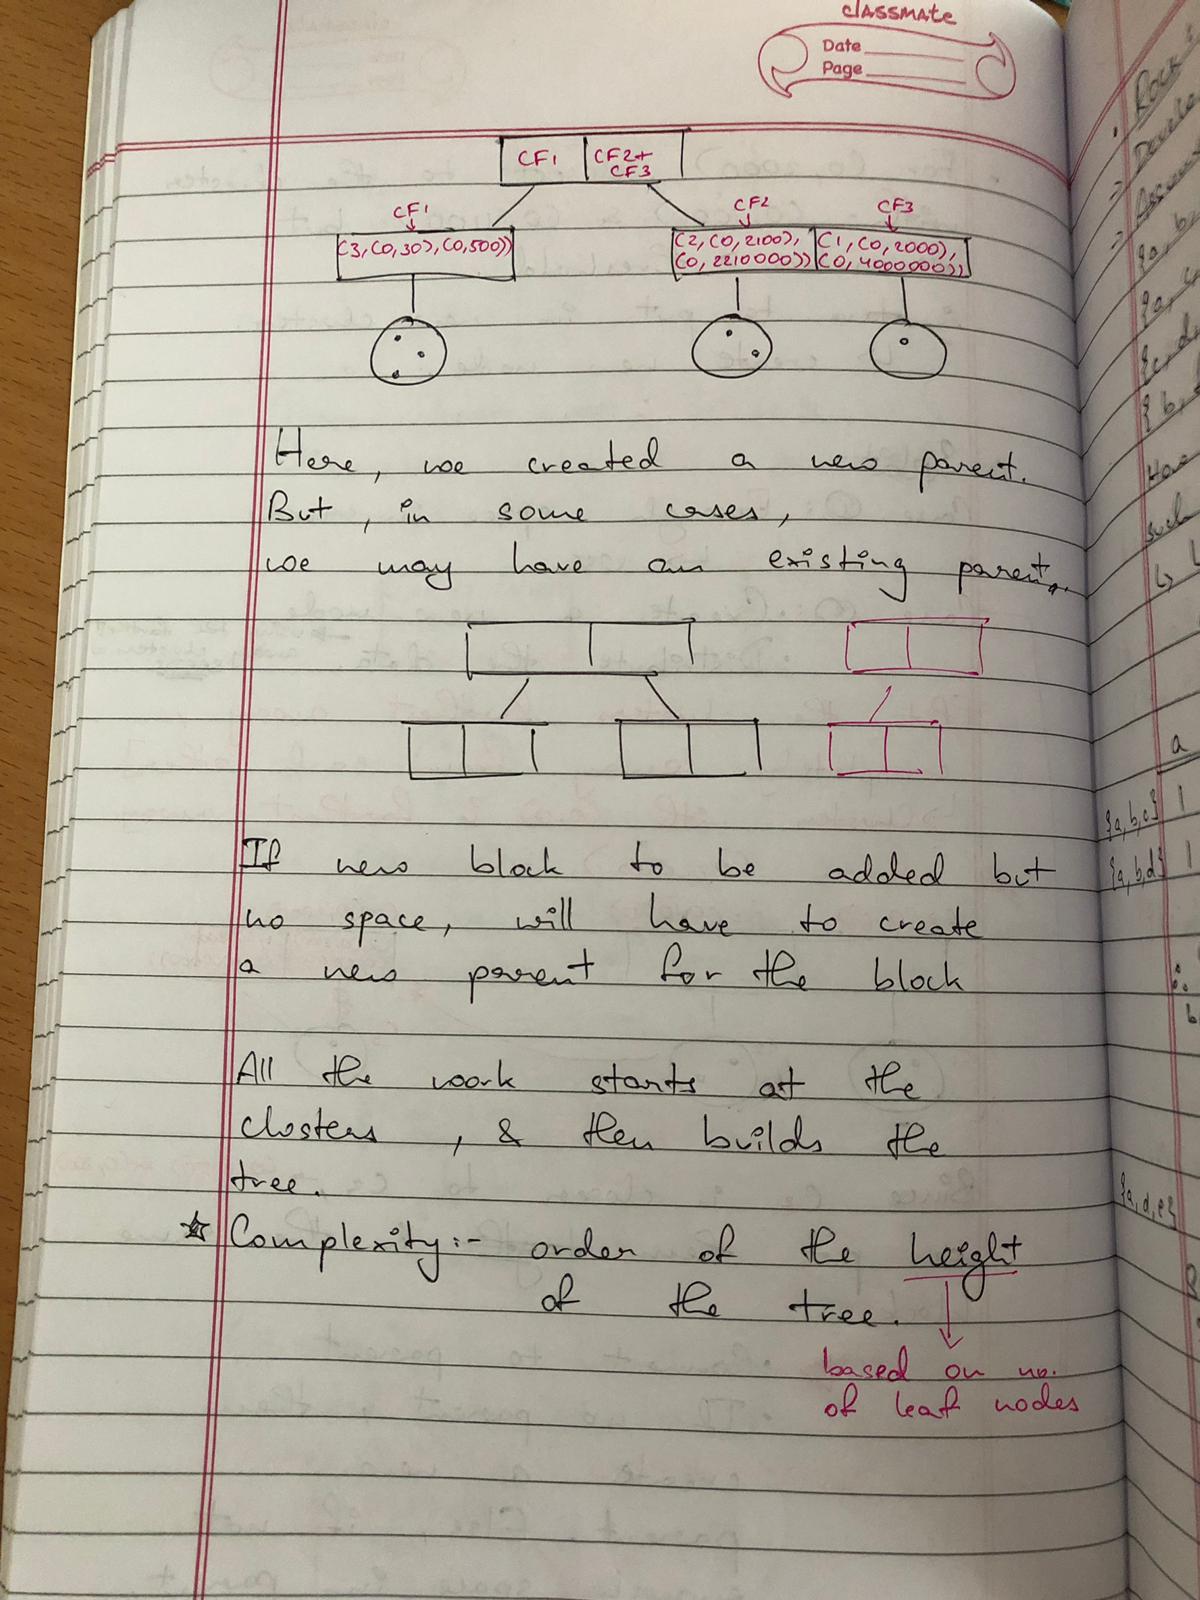 classmate
Date
Page
CF1 CF2+
CF3
CF1 CF2 CF3
(3,(0,30),(0,500)) (2,(0,2100), (1,(0,2000),
(0,2210000)) (0,4000000))
Here, we created a new parent.
But, in some cases,
we may have an existing parent.
If new block to be added but
no space, will have to create
a new parent for the block
All the work starts at the
closters, & then builds the
tree.
☆ Complexity:- order of the height
of the tree.
based on no.
of leaf nodes
Rock
a
{a,b,c} 1
{a,b,d} 1
{a,d,e}